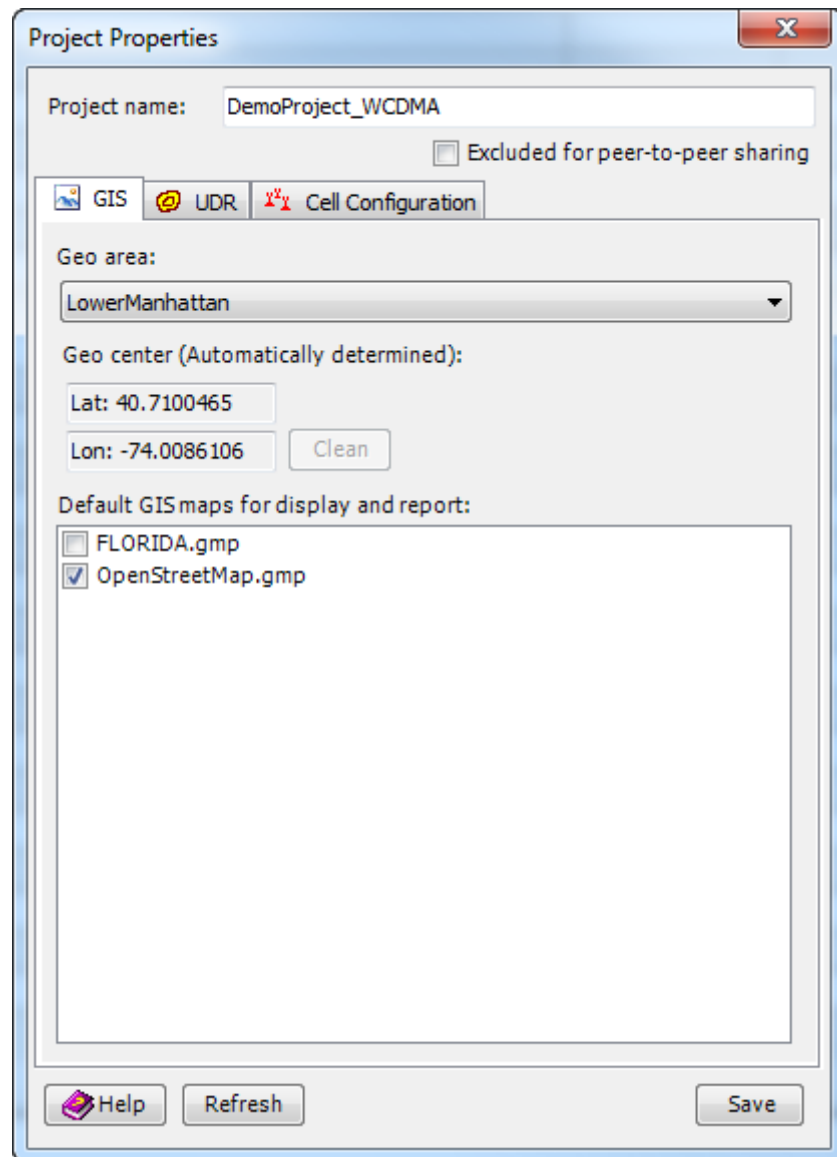 Project Properties
Project name: DemoProject_WCDMA
Excluded for peer-to-peer sharing
GIS UDR Cell Configuration
Geo area:
LowerManhattan
Geo center (Automatically determined):
Lat: 40.7100465
Lon: -74.0086106 Clean
Default GIS maps for display and report:
FLORIDA.gmp
OpenStreetMap.gmp
Help Refresh Save